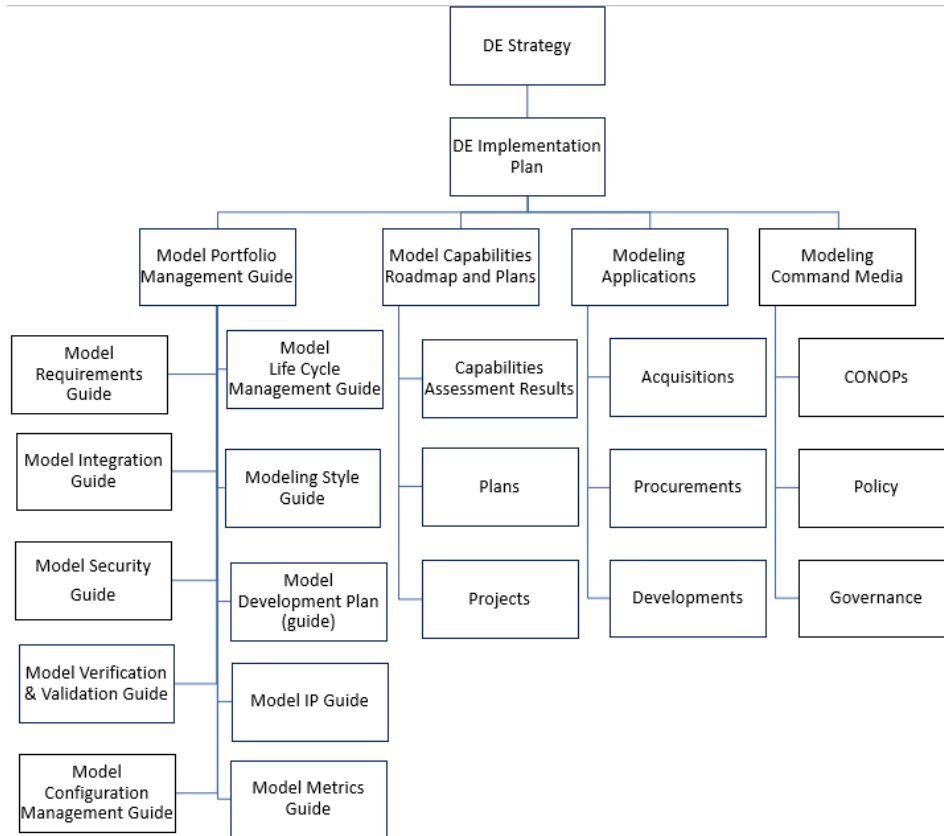 DE Strategy
DE Implementation
Plan
Model Portfolio
Management Guide
Model Capabilities
Roadmap and Plans
Modeling
Applications
Modeling
Command Media
Model
Requirements
Guide
Model
Life Cycle
Management Guide
Capabilities
Assessment Results
Acquisitions
CONOPs
Model Integration
Guide
Modeling Style
Guide
Plans
Procurements
Policy
Model Security
Guide
Model
Development Plan
(guide)
Projects
Developments
Governance
Model Verification
& Validation Guide
Model IP Guide
Model
Configuration
Management Guide
Model Metrics
Guide